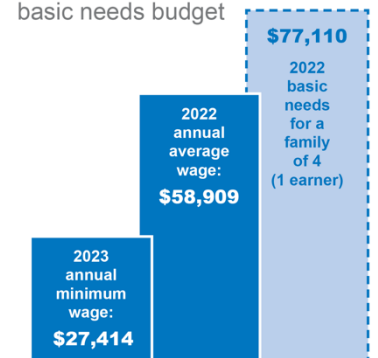 basic needs budget
$77,110
2022
basic
needs
for a
family
of 4
(1 earner)
2022
annual
average
wage:
$58,909
2023
annual
minimum
wage:
$27,414